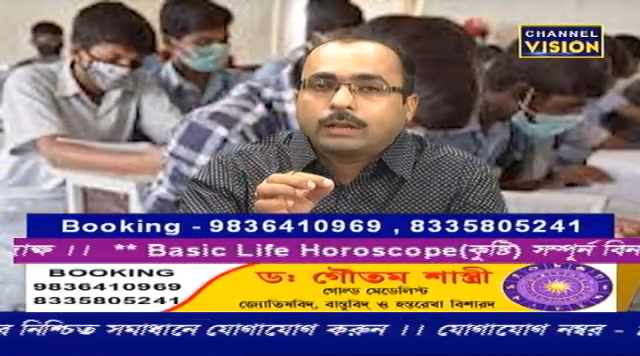 CHANNEL
VISION
Booking - 9836410969 , 8335805241
।। ** Basic Life Horoscope(কুষ্টি) সম্পূর্ন
BOOKING
9836410969
8335805241
ডঃ গৌতম শাস্ত্রী
গোল্ড মেডেলিস্ট
জ্যোতিষবিদ, বাস্তুবিদ ও হস্তরেখা বিশারদ
র নিশ্চিত সমাধানে যোগাযোগ করুন ।। যোগাযোগ নম্বর -